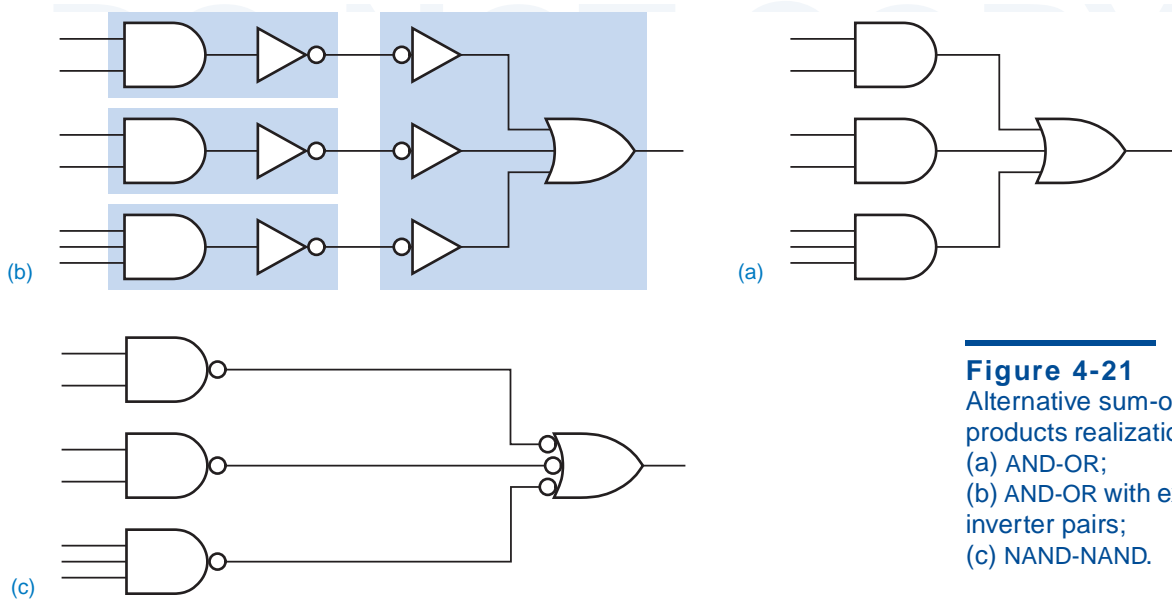 (b)
(a)
(c)
Figure 4-21
Alternative sum-o
products realizatio
(a) AND-OR;
(b) AND-OR with e
inverter pairs;
(c) NAND-NAND.